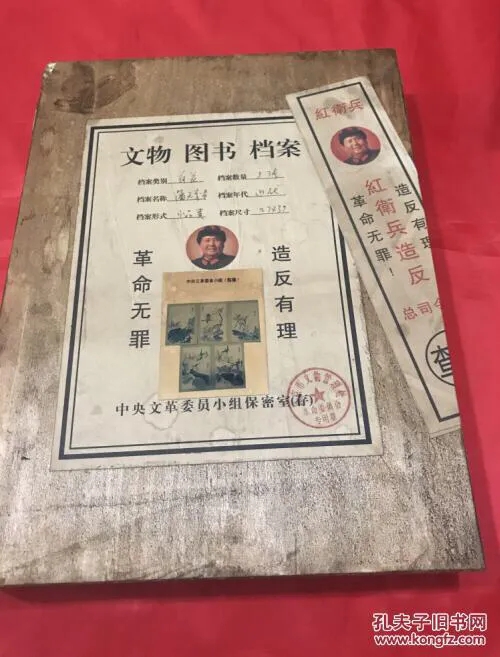 文物 图书 档案
档案类别
档案数量
档案名称
档案年代
档案形式
档案尺寸
革命无罪
造反有理
中央文革委员小组保密室(存)
专用章
紅衛兵
紅衛兵造反
造反有理
革命无罪!
总司令
查
孔夫子旧书网
www.kongfz.com